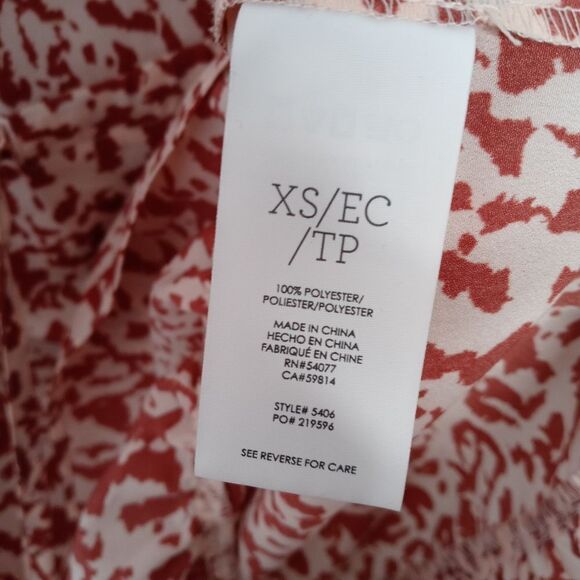 XS/EC
/TP
100% POLYESTER/
POLIESTER/POLYESTER
MADE IN CHINA
HECHO EN CHINA
FABRIQUÉ EN CHINE
RN#54077
CA#59814
STYLE# 5406
PO# 219596
SEE REVERSE FOR CARE